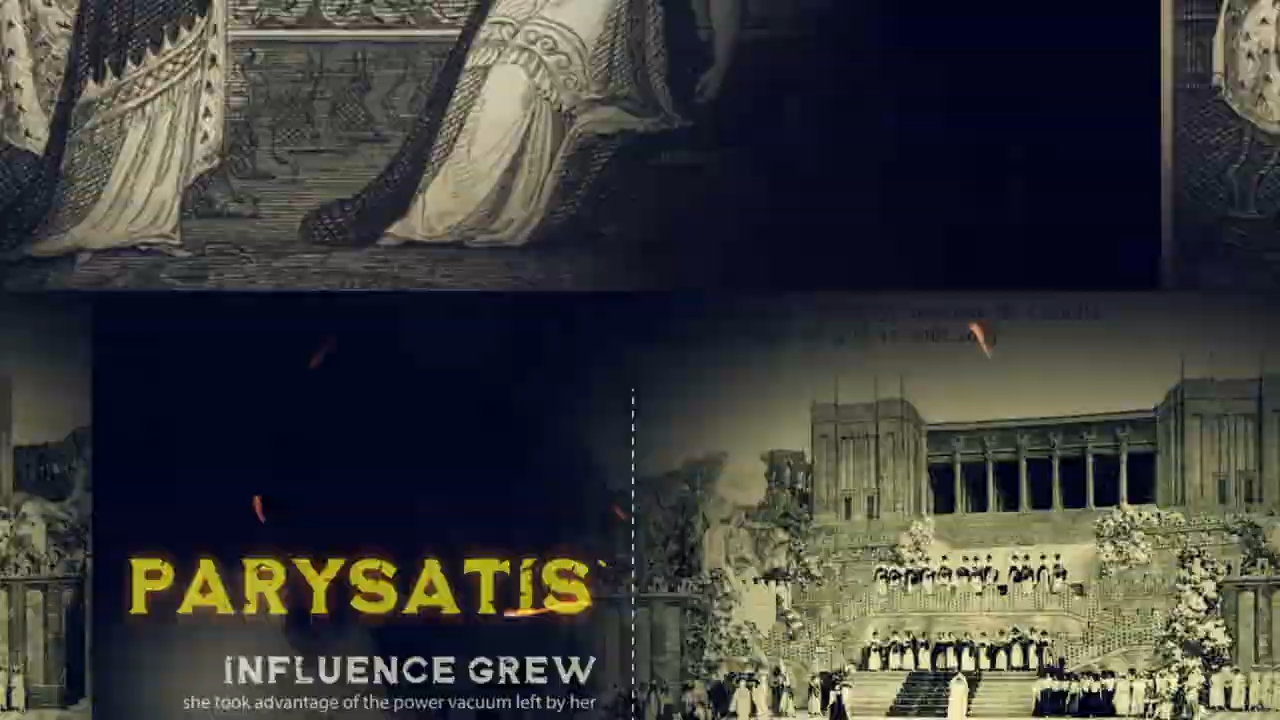 PARYSATIS
INFLUENCE GREW
she took advantage of the power vacuum left by her